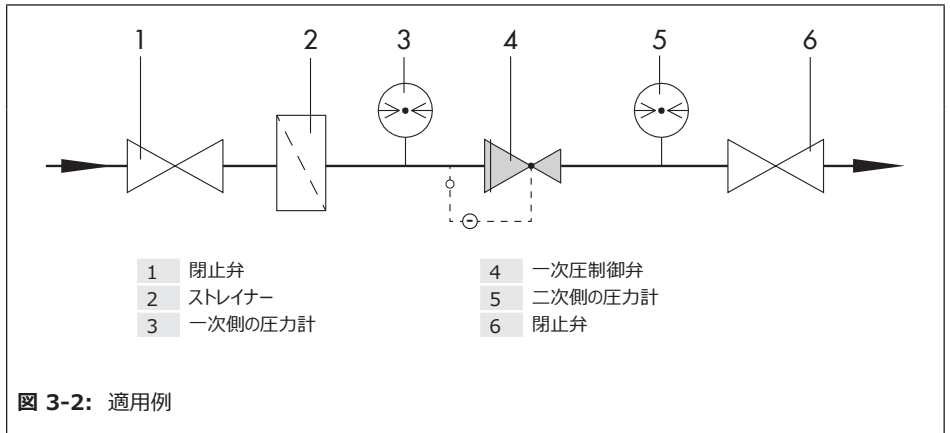 1 2 3 4 5 6
1 閉止弁
2 ストレイナー
3 一次側の圧力計
4 一次圧制御弁
5 二次側の圧力計
6 閉止弁
図 3-2: 適用例